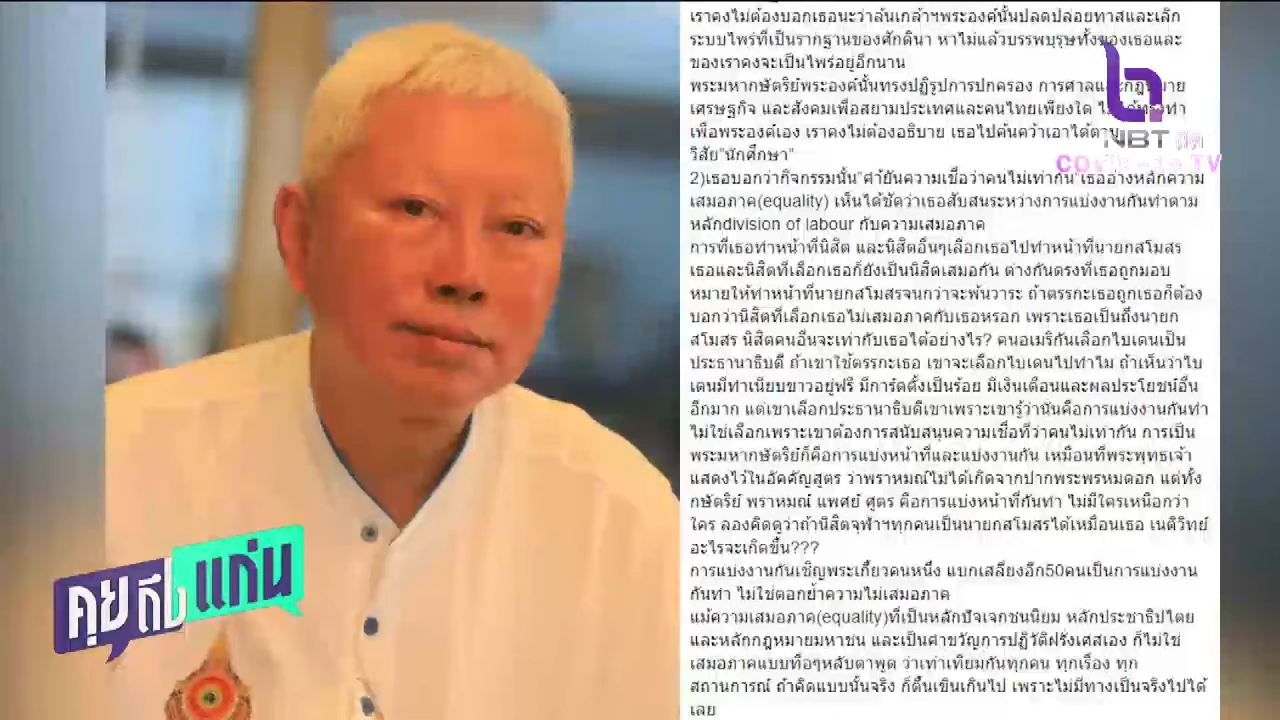 เราคงไม่ต้องบอกเธอนะว่าล้นเกล้าฯพระองค์นั้นปลดปล่อยทาสและเลิก
ระบบไพร่ที่เป็นรากฐานของศักดินา หาไม่แล้วบรรพบุรุษทั้งของเธอและ
ของเราคงจะเป็นไพร่อยู่อีกนาน
พระมหากษัตริย์พระองค์นั้นทรงปฏิรูปการปกครอง การศาลและกฎหมาย
เศรษฐกิจ และสังคมเพื่อสยามประเทศและคนไทยเพียงใด ไม่ได้ทรงทำ
เพื่อพระองค์เอง เราคงไม่ต้องอธิบาย เธอไปค้นคว้าเอาได้ตาม
วิสัย"นักศึกษา"
2)เธอบอกว่ากิจกรรมนั้น"ค้ำยันความเชื่อว่าคนไม่เท่ากัน"เธออ้างหลักความ
เสมอภาค(equality) เห็นได้ชัดว่าเธอสับสนระหว่างการแบ่งงานกันทำตาม
หลักdivision of labour กับความเสมอภาค
การที่เธอทำหน้าที่นิสิต และนิสิตอื่นๆเลือกเธอไปทำหน้าที่นายกสโมสร
เธอและนิสิตที่เลือกเธอก็ยังเป็นนิสิตเสมอกัน ต่างกันตรงที่เธอถูกมอบ
หมายให้ทำหน้าที่นายกสโมสรจนกว่าจะพ้นวาระ ถ้าตรรกะเธอถูกเธอก็ต้อง
บอกว่านิสิตที่เลือกเธอไม่เสมอภาคกับเธอหรอก เพราะเธอเป็นถึงนายก
สโมสร นิสิตคนอื่นจะเท่ากับเธอได้อย่างไร? คนอเมริกันเลือกไบเดนเป็น
ประธานาธิบดี ถ้าเขาใช้ตรรกะเธอ เขาจะเลือกไบเดนไปทำไม ถ้าเห็นว่าไบ
เดนมีทำเนียบขาวอยู่ฟรี มีการ์ดตั้งเป็นร้อย มีเงินเดือนและผลประโยชน์อื่น
อีกมาก แต่เขาเลือกประธานาธิบดีเขาเพราะเขารู้ว่านั่นคือการแบ่งงานกันทำ
ไม่ใช่เลือกเพราะเขาต้องการสนับสนุนความเชื่อที่ว่าคนไม่เท่ากัน การเป็น
พระมหากษัตริย์ก็คือการแบ่งหน้าที่และแบ่งงานกัน เหมือนที่พระพุทธเจ้า
แสดงไว้ในอัคคัญสูตร ว่าพราหมณ์ไม่ได้เกิดจากปากพระพรหมดอก แต่ทั้ง
กษัตริย์ พราหมณ์ แพศย์ ศูตร คือการแบ่งหน้าที่กันทำ ไม่มีใครเหนือกว่า
ใคร ลองคิดดูว่าถ้านิสิตจุฬาฯทุกคนเป็นนายกสโมสรได้เหมือนเธอ เนติวิทย์
อะไรจะเกิดขึ้น???
การแบ่งงานกันเชิญพระเกี้ยวคนหนึ่ง แบกเสลี่ยงอีก50คนเป็นการแบ่งงาน
กันทำ ไม่ใช่ตอกย้ำความไม่เสมอภาค
แม้ความเสมอภาค(equality)ที่เป็นหลักปัจเจกชนนิยม หลักประชาธิปไตย
และหลักกฎหมายมหาชน และเป็นคำขวัญการปฏิวัติฝรั่งเศสเอง ก็ไม่ใช่
เสมอภาคแบบทื่อๆหลับตาพูด ว่าเท่าเทียมกันทุกคน ทุกเรื่อง ทุก
สถานการณ์ ถ้าคิดแบบนั้นจริง ก็ตื้นเขินเกินไป เพราะไม่มีทางเป็นจริงไปได้
เลย
NBT
TV
คุยถึงแก่น